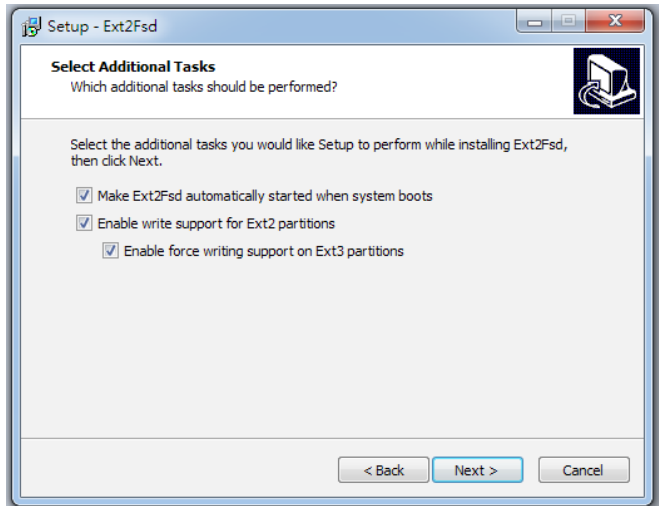 Setup - Ext2Fsd
Select Additional Tasks
Which additional tasks should be performed?
Select the additional tasks you would like Setup to perform while installing Ext2Fsd,
then click Next.
Make Ext2Fsd automatically started when system boots
Enable write support for Ext2 partitions
Enable force writing support on Ext3 partitions
< Back
Next >
Cancel